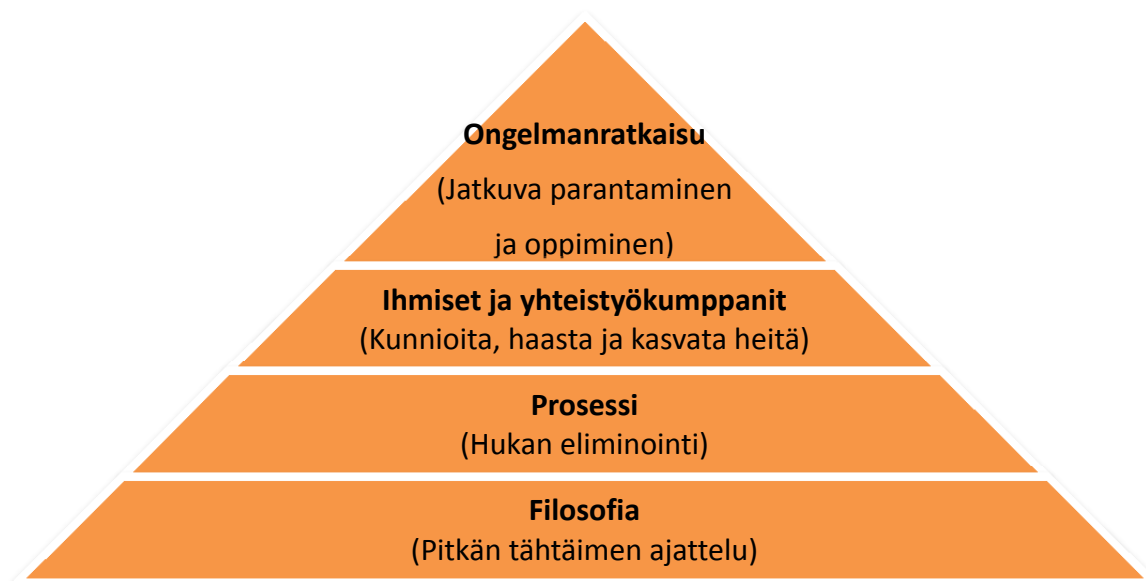 Ongelmanratkaisu
(Jatkuva parantaminen
ja oppiminen)
Ihmiset ja yhteistyökumppanit
(Kunnioita, haasta ja kasvata heitä)
Prosessi
(Hukan eliminointi)
Filosofia
(Pitkän tähtäimen ajattelu)